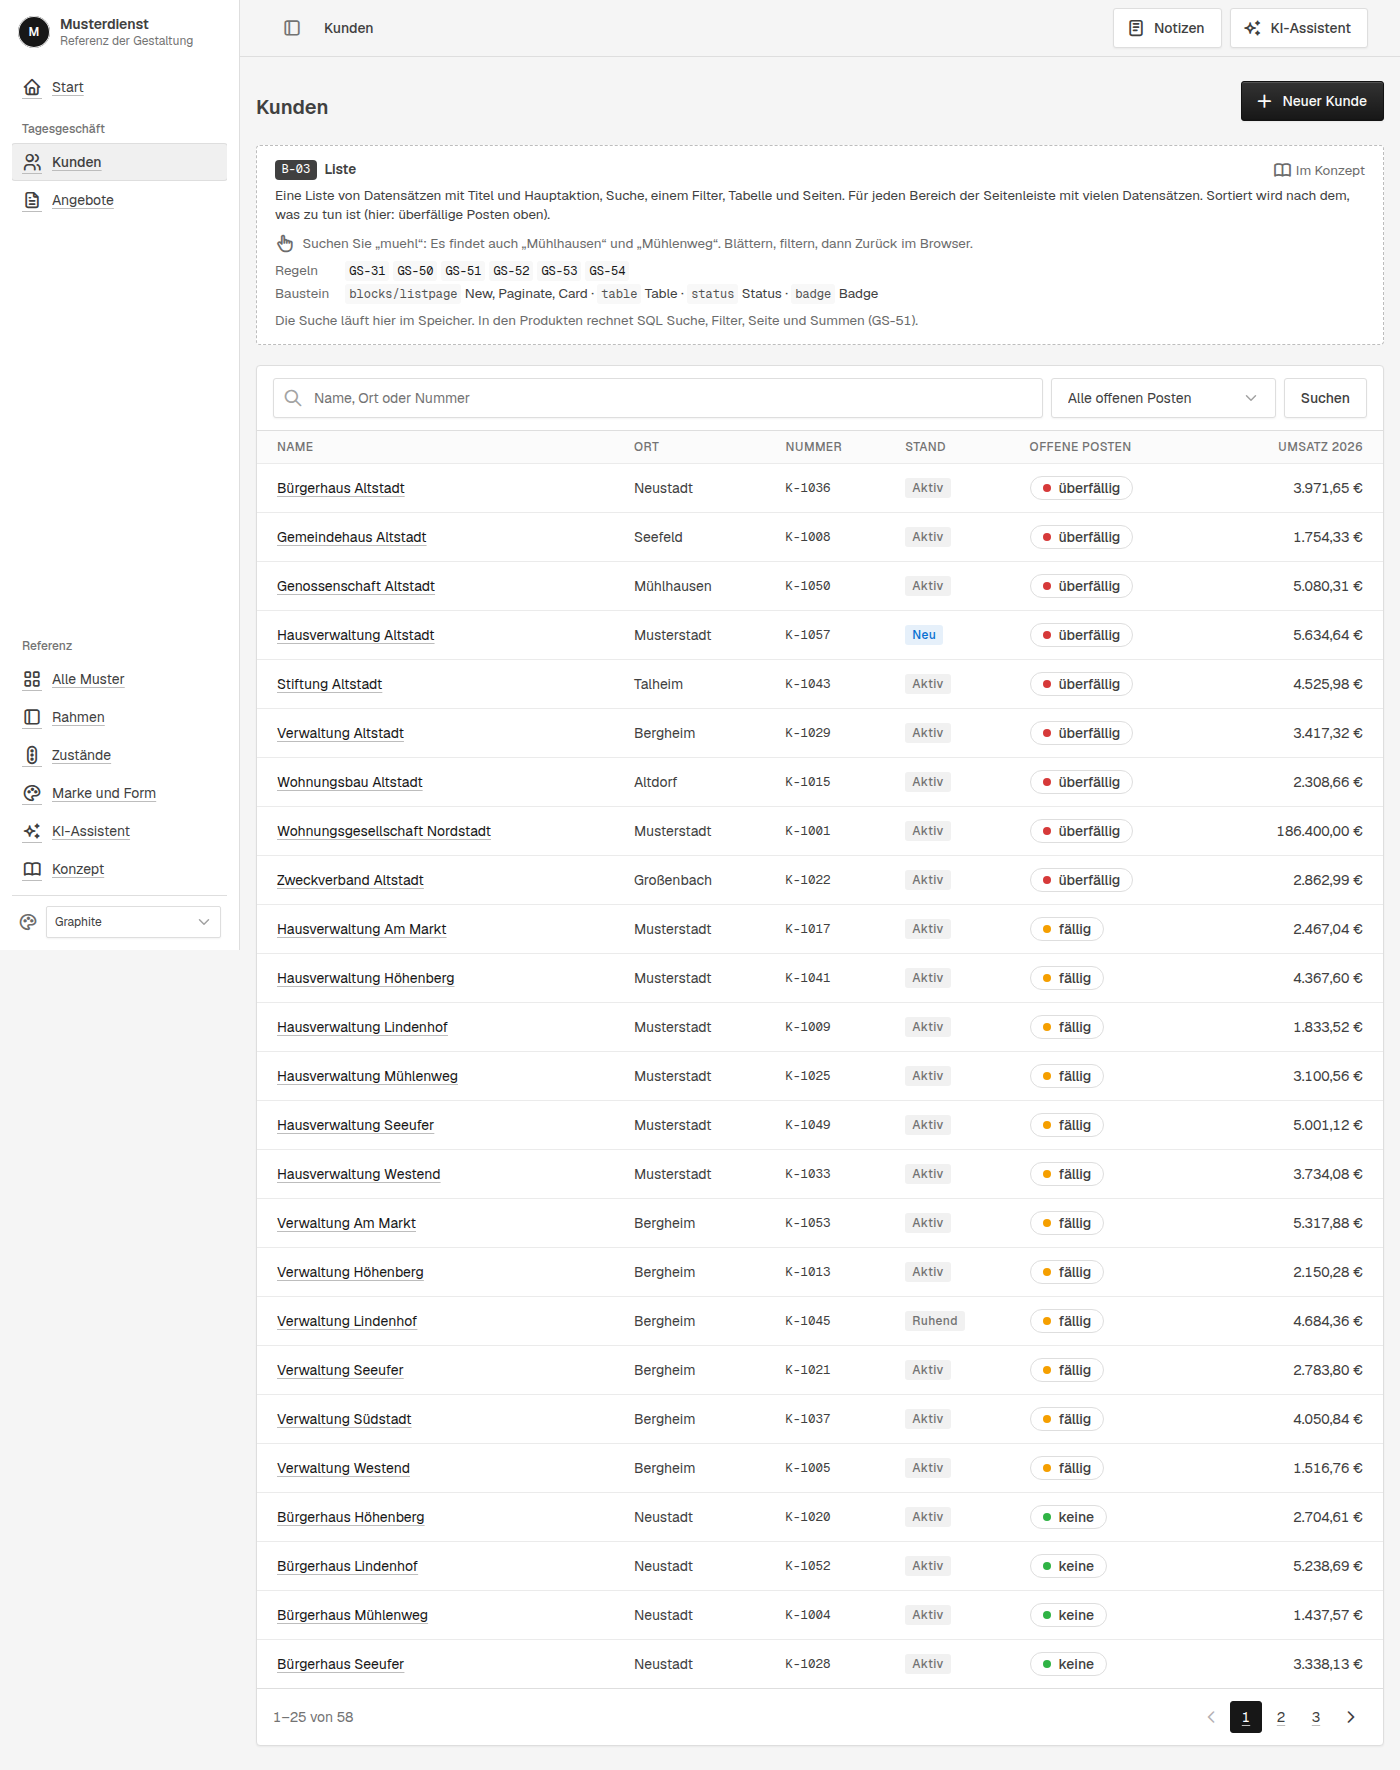 M
Musterdienst
Referenz der Gestaltung
Start
Tagesgeschäft
Kunden
Angebote
Referenz
Alle Muster
Rahmen
Zustände
Marke und Form
KI-Assistent
Konzept
Graphite
Kunden
Notizen
KI-Assistent
Kunden
Neuer Kunde
B-03 Liste
Im Konzept
Eine Liste von Datensätzen mit Titel und Hauptaktion, Suche, einem Filter, Tabelle und Seiten. Für jeden Bereich der Seitenleiste mit vielen Datensätzen. Sortiert wird nach dem,
was zu tun ist (hier: überfällige Posten oben).
Suchen Sie „muehl“: Es findet auch „Mühlhausen“ und „Mühlenweg“. Blättern, filtern, dann Zurück im Browser.
Regeln GS-31 GS-50 GS-51 GS-52 GS-53 GS-54
Baustein blocks/listpage New, Paginate, Card · table Table · status Status · badge Badge
Die Suche läuft hier im Speicher. In den Produkten rechnet SQL Suche, Filter, Seite und Summen (GS-51).
Name, Ort oder Nummer
Alle offenen Posten
Suchen
NAME ORT NUMMER STAND OFFENE POSTEN UMSATZ 2026
Bürgerhaus Altstadt Neustadt K-1036 Aktiv überfällig 3.971,65 €
Gemeindehaus Altstadt Seefeld K-1008 Aktiv überfällig 1.754,33 €
Genossenschaft Altstadt Mühlhausen K-1050 Aktiv überfällig 5.080,31 €
Hausverwaltung Altstadt Musterstadt K-1057 Neu überfällig 5.634,64 €
Stiftung Altstadt Talheim K-1043 Aktiv überfällig 4.525,98 €
Verwaltung Altstadt Bergheim K-1029 Aktiv überfällig 3.417,32 €
Wohnungsbau Altstadt Altdorf K-1015 Aktiv überfällig 2.308,66 €
Wohnungsgesellschaft Nordstadt Musterstadt K-1001 Aktiv überfällig 186.400,00 €
Zweckverband Altstadt Großenbach K-1022 Aktiv überfällig 2.862,99 €
Hausverwaltung Am Markt Musterstadt K-1017 Aktiv fällig 2.467,04 €
Hausverwaltung Höhenberg Musterstadt K-1041 Aktiv fällig 4.367,60 €
Hausverwaltung Lindenhof Musterstadt K-1009 Aktiv fällig 1.833,52 €
Hausverwaltung Mühlenweg Musterstadt K-1025 Aktiv fällig 3.100,56 €
Hausverwaltung Seeufer Musterstadt K-1049 Aktiv fällig 5.001,12 €
Hausverwaltung Westend Musterstadt K-1033 Aktiv fällig 3.734,08 €
Verwaltung Am Markt Bergheim K-1053 Aktiv fällig 5.317,88 €
Verwaltung Höhenberg Bergheim K-1013 Aktiv fällig 2.150,28 €
Verwaltung Lindenhof Bergheim K-1045 Ruhend fällig 4.684,36 €
Verwaltung Seeufer Bergheim K-1021 Aktiv fällig 2.783,80 €
Verwaltung Südstadt Bergheim K-1037 Aktiv fällig 4.050,84 €
Verwaltung Westend Bergheim K-1005 Aktiv fällig 1.516,76 €
Bürgerhaus Höhenberg Neustadt K-1020 Aktiv keine 2.704,61 €
Bürgerhaus Lindenhof Neustadt K-1052 Aktiv keine 5.238,69 €
Bürgerhaus Mühlenweg Neustadt K-1004 Aktiv keine 1.437,57 €
Bürgerhaus Seeufer Neustadt K-1028 Aktiv keine 3.338,13 €
1–25 von 58
1 2 3